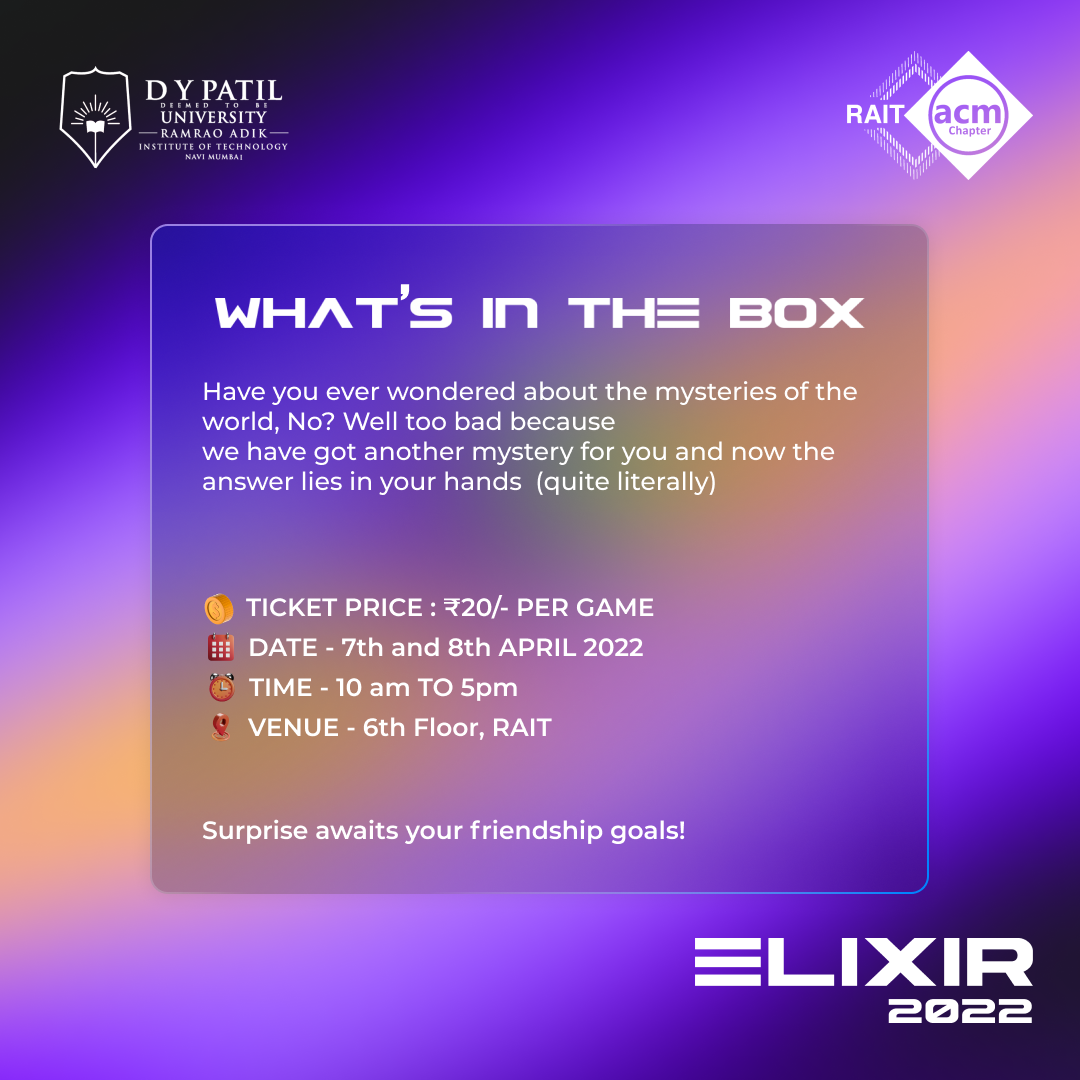 D Y PATIL
DEEMED TO BE
UNIVERSITY
RAMRAO ADIK
INSTITUTE OF TECHNOLOGY
NAVI MUMBAI
RAIT
acm
Chapter
WHAT'S IN THE BOX
Have you ever wondered about the mysteries of the
world, No? Well too bad because
we have got another mystery for you and now the
answer lies in your hands (quite literally)
TICKET PRICE : ₹20/- PER GAME
DATE - 7th and 8th APRIL 2022
TIME - 10 am TO 5pm
VENUE - 6th Floor, RAIT
Surprise awaits your friendship goals!
ELIXIR
2022